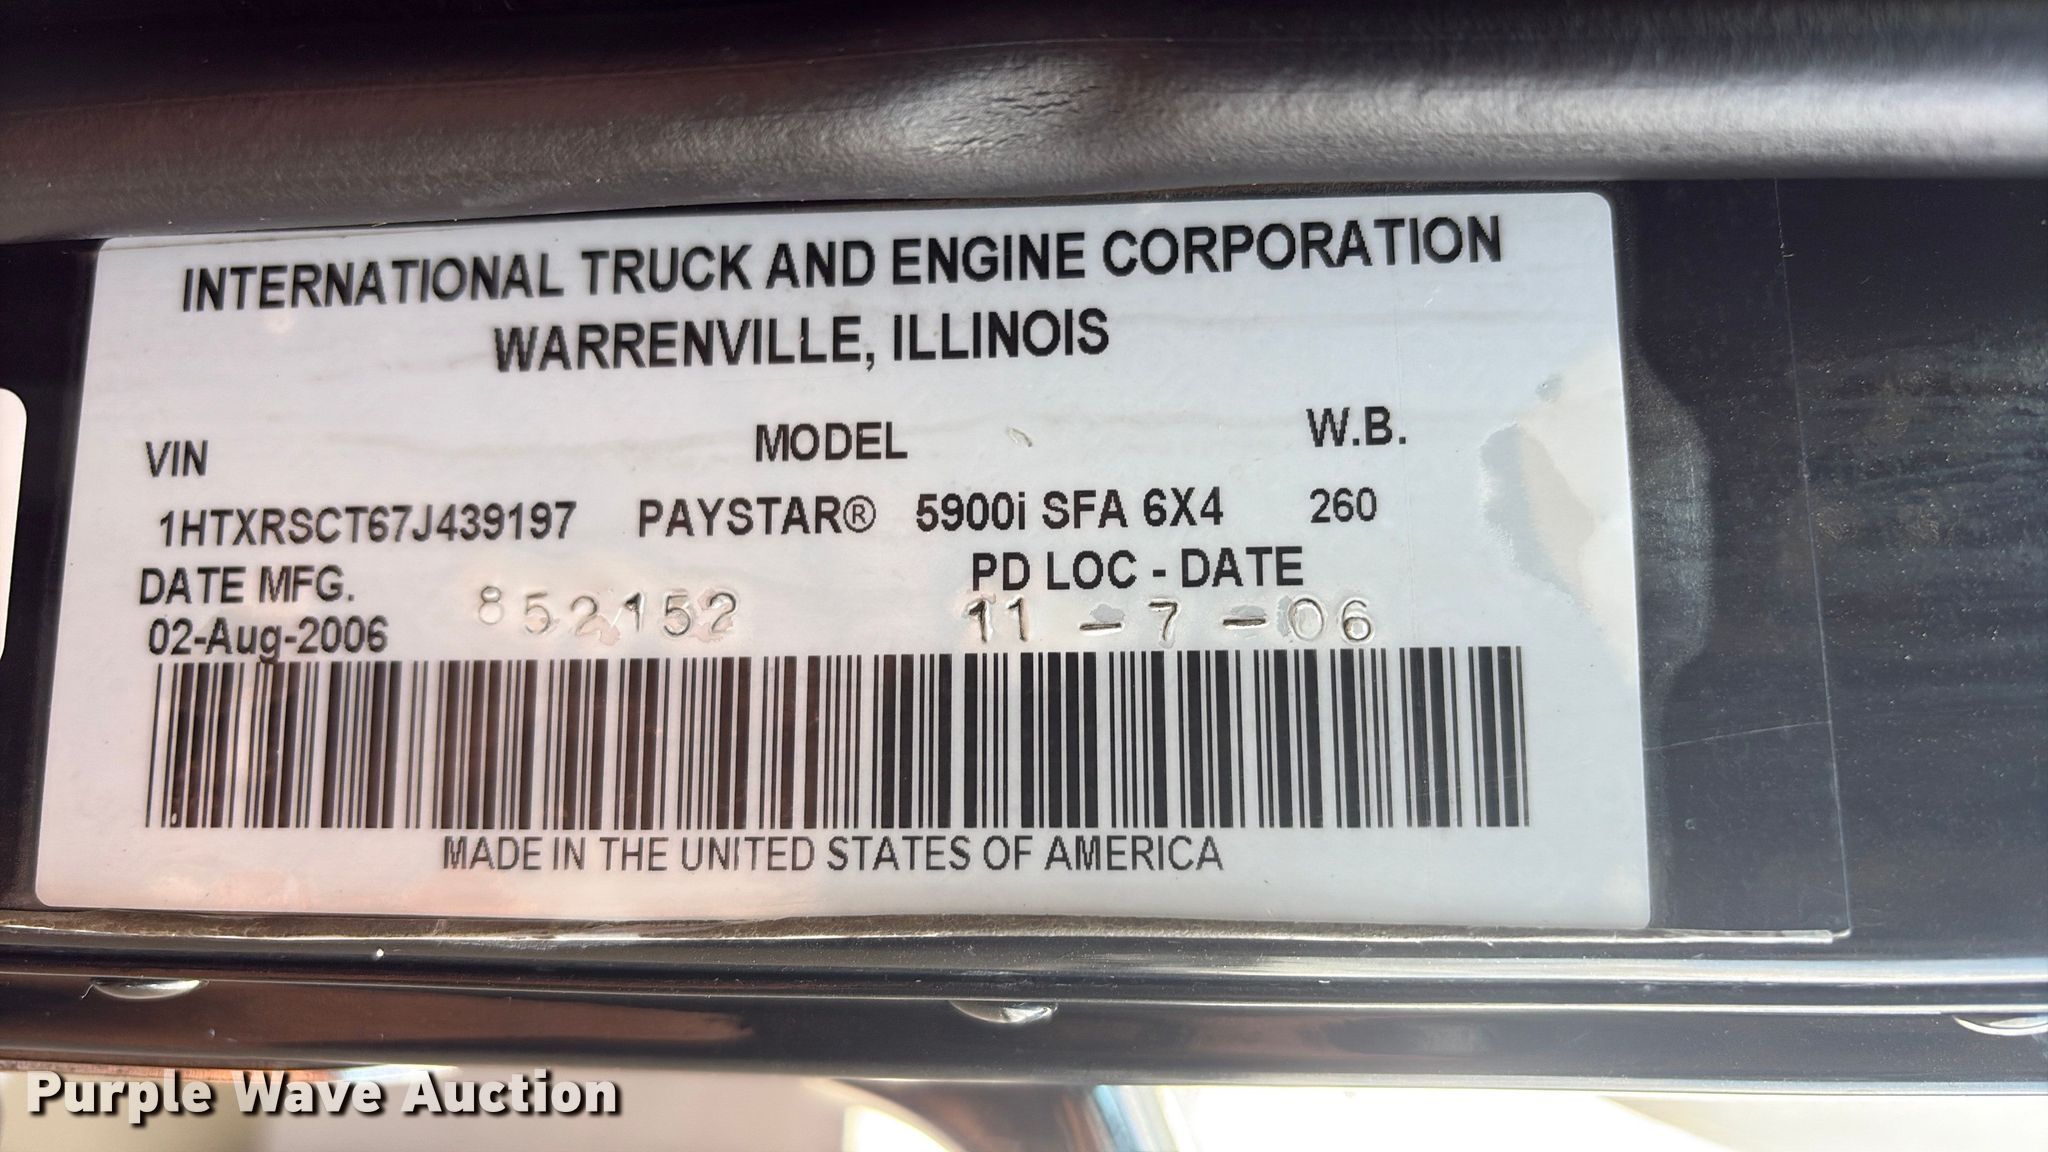 INTERNATIONAL TRUCK AND ENGINE CORPORATION
WARRENVILLE, ILLINOIS
VIN MODEL W.B.
1HTXRSCT67J439197 PAYSTAR® 5900i SFA 6X4 260
DATE MFG. PD LOC - DATE
02-Aug-2006 852152 11 - 7 - 06
MADE IN THE UNITED STATES OF AMERICA
Purple Wave Auction